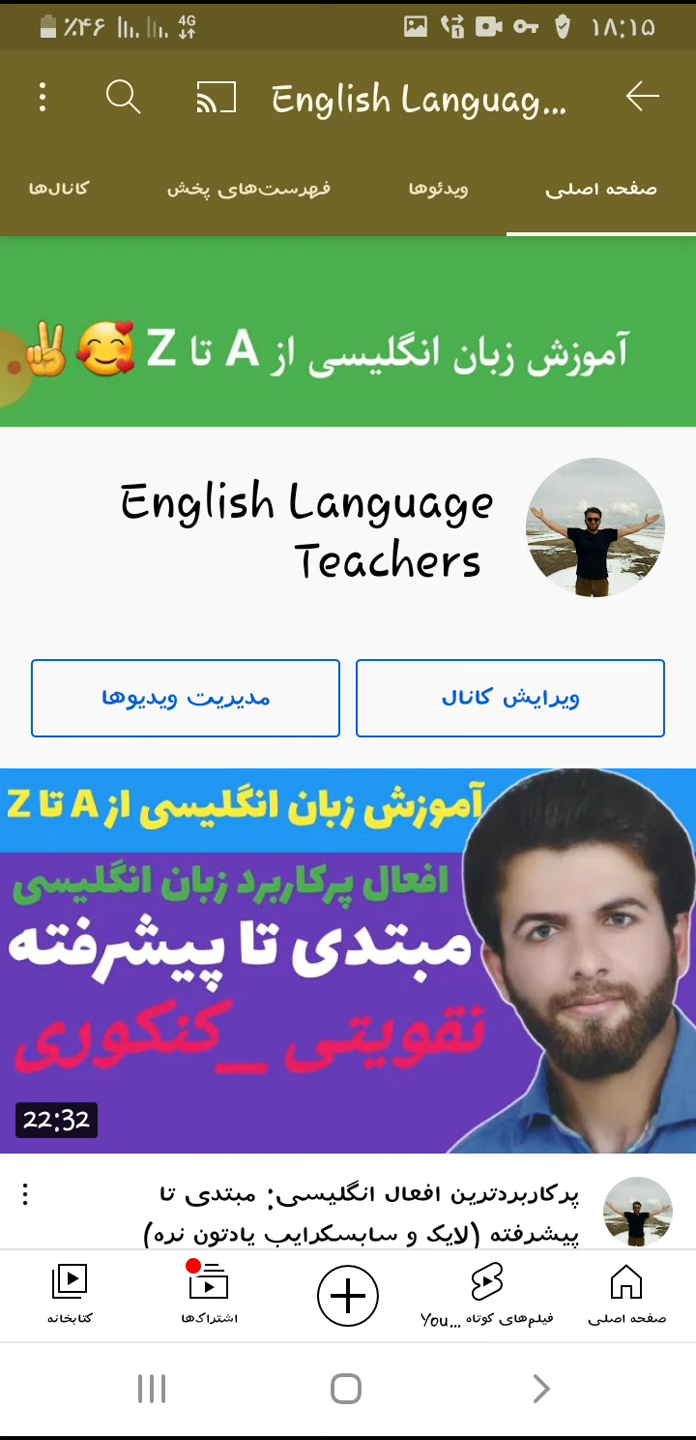 ۱۸:۱۵
٪۴۶
4G
English Languag...
صفحه اصلی
ویدئوها
فهرست‌های پخش
کانال‌ها
آموزش زبان انگلیسی از A تا Z 🥰✌
English Language
Teachers
ویرایش کانال
مدیریت ویدیوها
آموزش زبان انگلیسی از A تا Z
افعال پرکاربرد زبان انگلیسی
مبتدی تا پیشرفته
تقویتی _کنکوری
22:32
پرکاربردترین افعال انگلیسی: مبتدی تا
پیشرفته (لایک و سابسکرایب یادتون نره)
صفحه اصلی
فیلم‌های کوتاه You...
اشتراک‌ها
کتابخانه